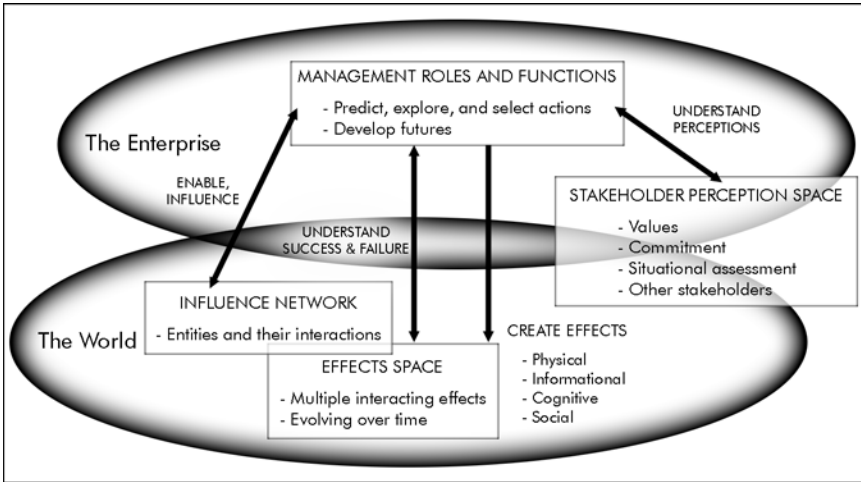 MANAGEMENT ROLES AND FUNCTIONS
- Predict, explore, and select actions
- Develop futures
UNDERSTAND
PERCEPTIONS
The Enterprise
ENABLE,
INFLUENCE
STAKEHOLDER PERCEPTION SPACE
- Values
- Commitment
- Situational assessment
- Other stakeholders
UNDERSTAND
SUCCESS & FAILURE
INFLUENCE NETWORK
- Entities and their interactions
The World
CREATE EFFECTS
- Physical
- Informational
- Cognitive
- Social
EFFECTS SPACE
- Multiple interacting effects
- Evolving over time